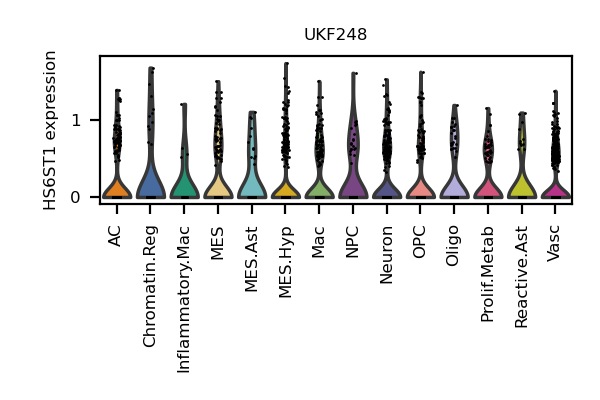 UKF248
HS6ST1 expression
1
0
AC
Chromatin.Reg
Inflammatory.Mac
MES
MES.Ast
MES.Hyp
Mac
NPC
Neuron
OPC
Oligo
Prolif.Metab
Reactive.Ast
Vasc